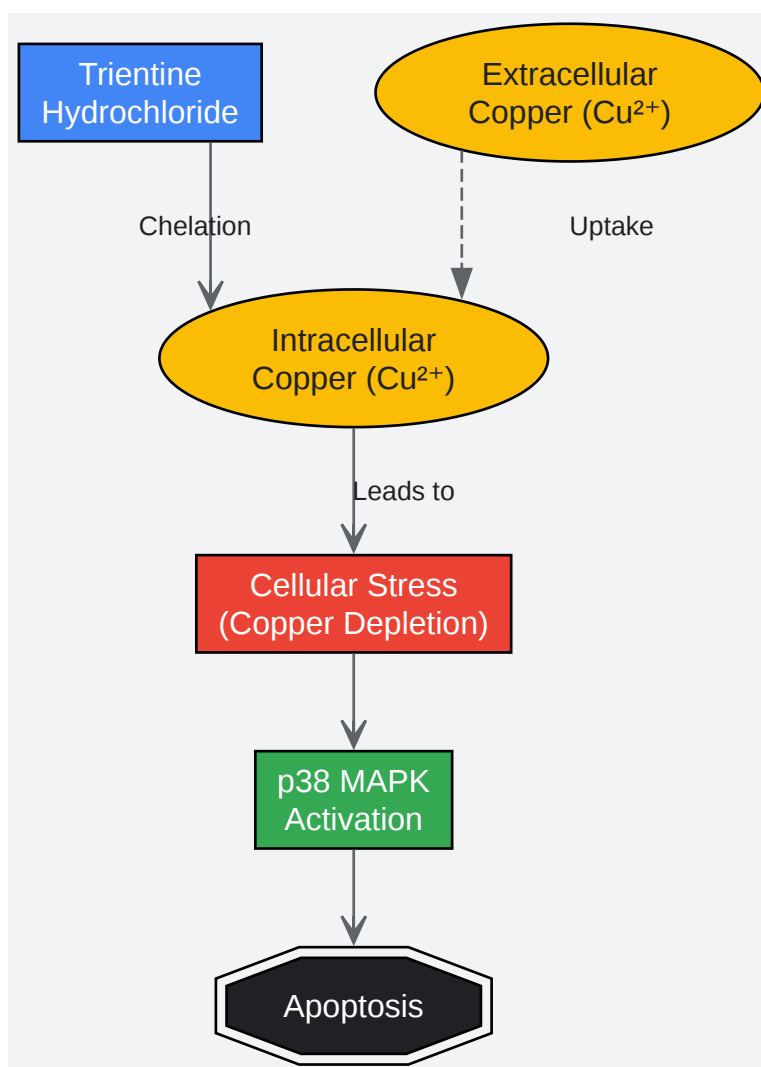 Trientine
Hydrochloride
Extracellular
Copper (Cu²⁺)
Chelation
Uptake
Intracellular
Copper (Cu²⁺)
Leads to
Cellular Stress
(Copper Depletion)
p38 MAPK
Activation
Apoptosis